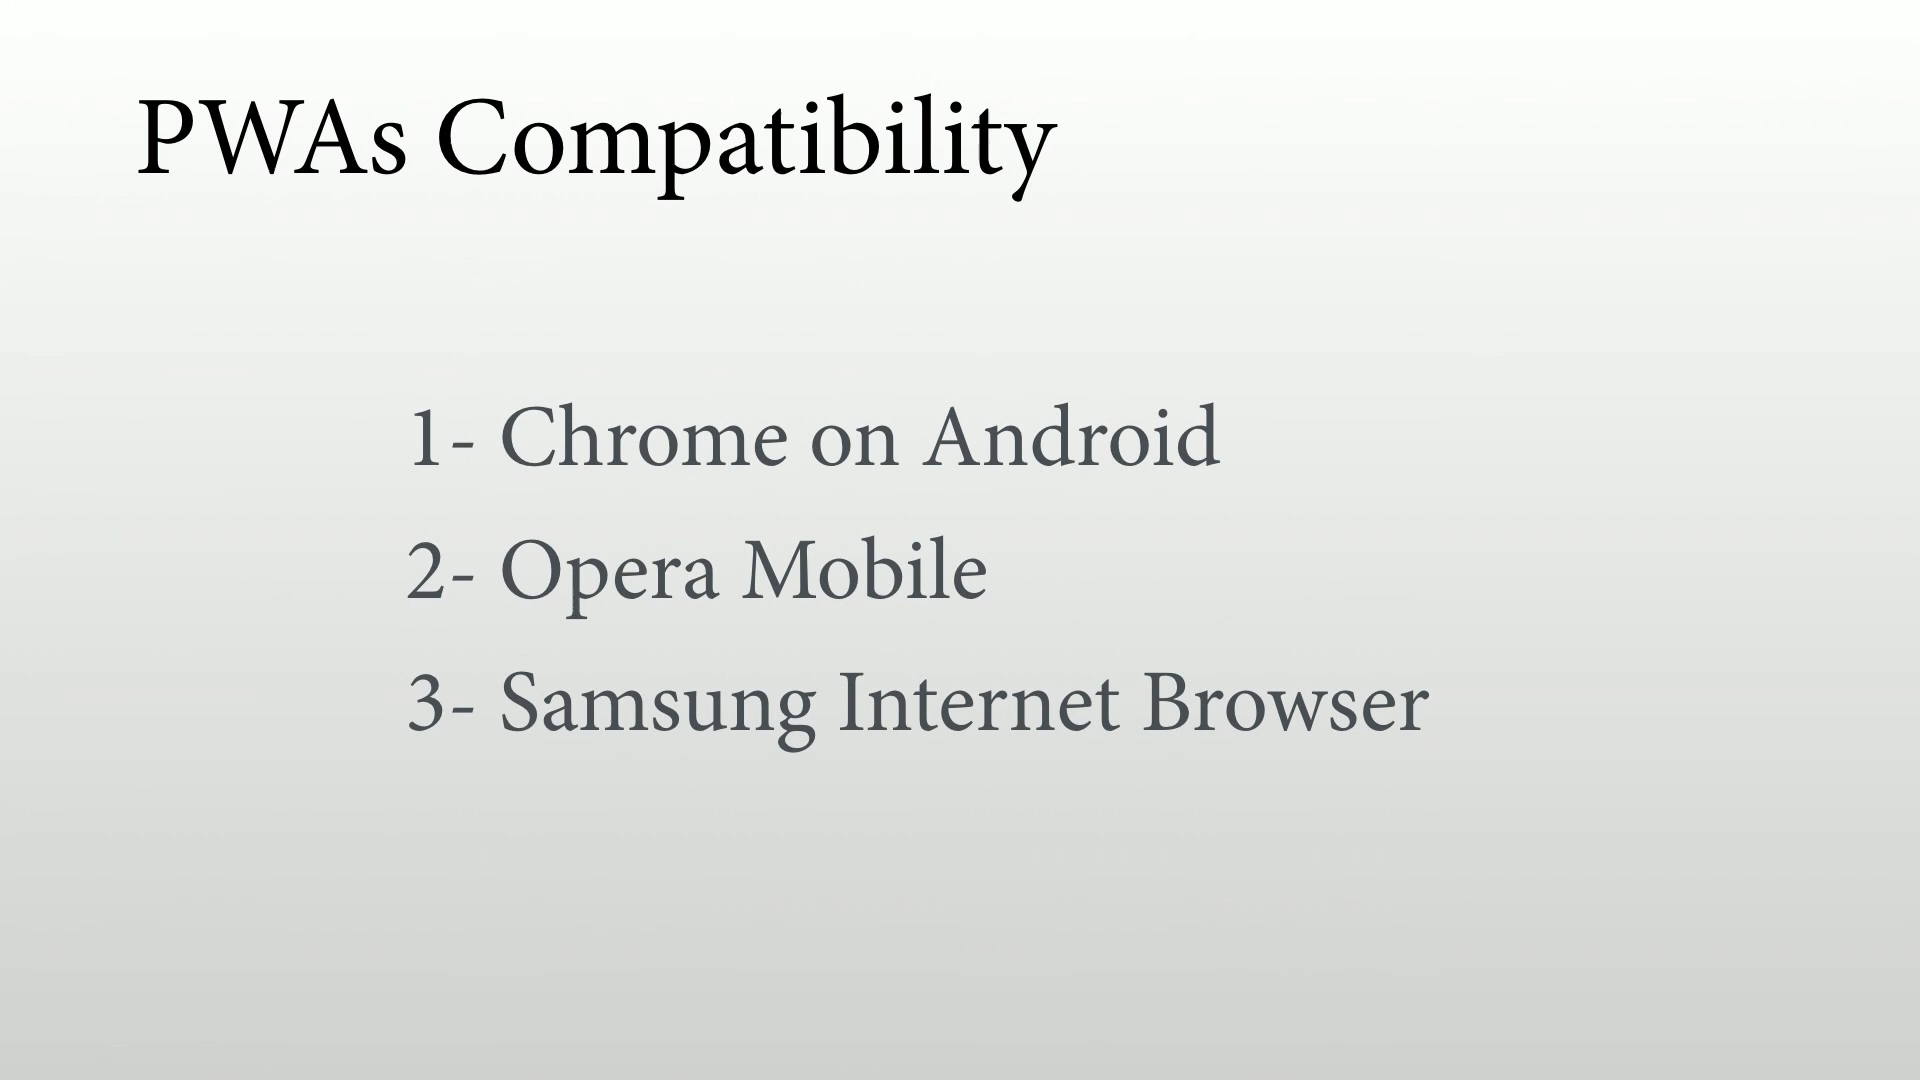 PWAs Compatibility
1- Chrome on Android
2- Opera Mobile
3- Samsung Internet Browser